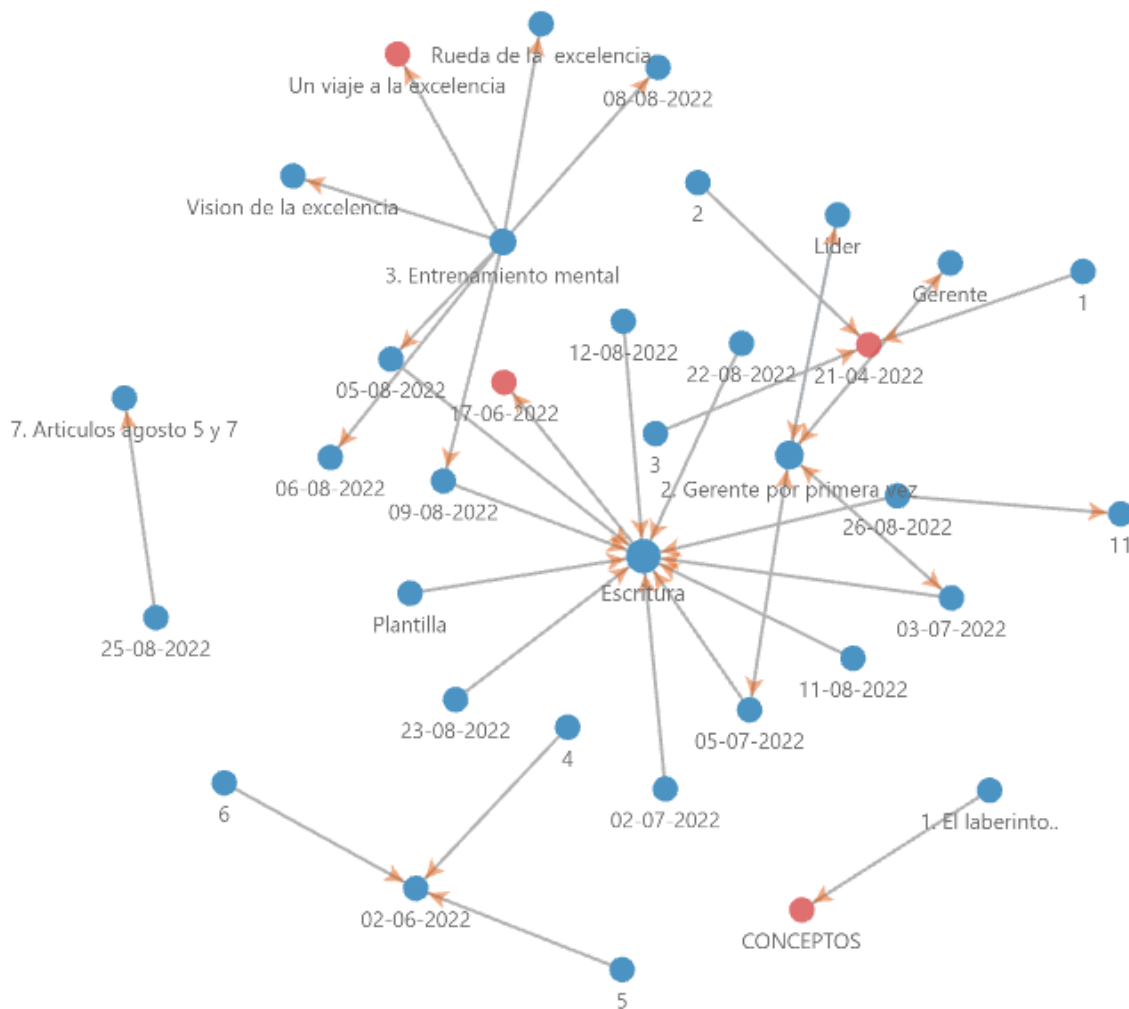 Rueda de la excelencia
Un viaje a la excelencia
08-08-2022
Vision de la excelencia
2
Lider
3. Entrenamiento mental
Gerente
1
12-08-2022
22-08-2022
21-04-2022
05-08-2022
17-06-2022
7. Articulos agosto 5 y 7
3
06-08-2022
2. Gerente por primera vez
09-08-2022
26-08-2022
11
Escritura
Plantilla
03-07-2022
25-08-2022
11-08-2022
23-08-2022
05-07-2022
4
6
02-07-2022
1. El laberinto..
02-06-2022
CONCEPTOS
5